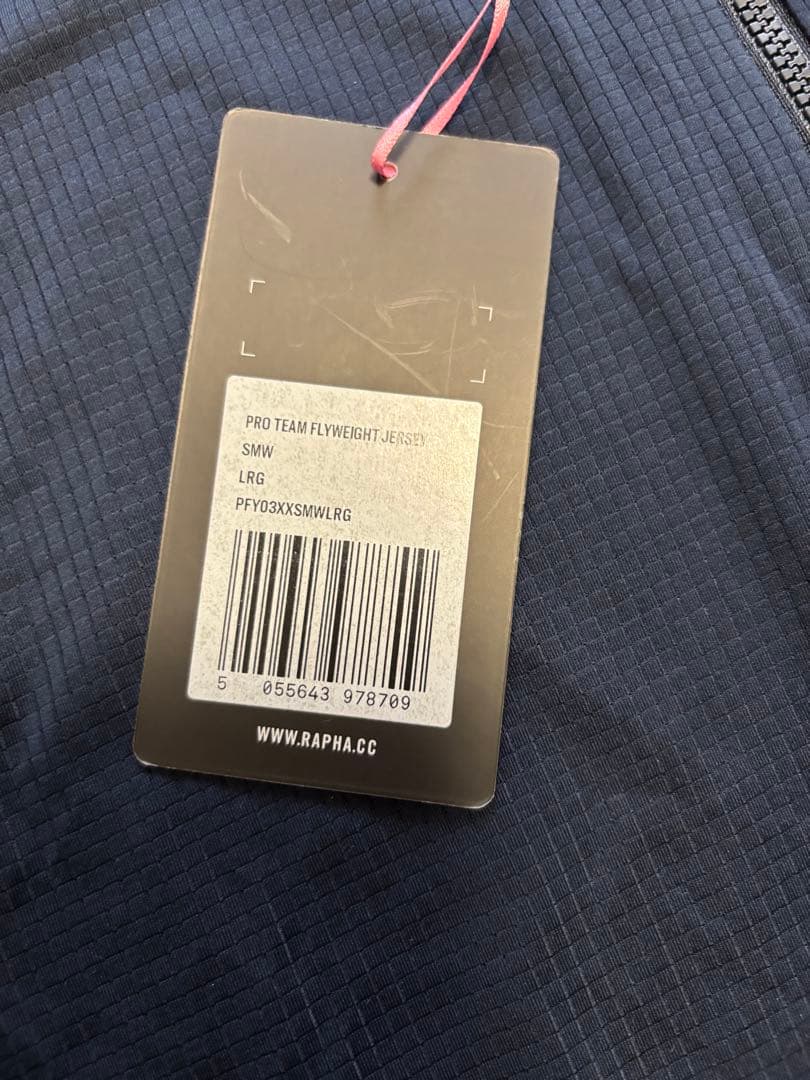 PRO TEAM FLYWEIGHT JERSEY
SMW
LRG
PFY03XXSMWLRG
5 055643 978709
WWW.RAPHA.CC